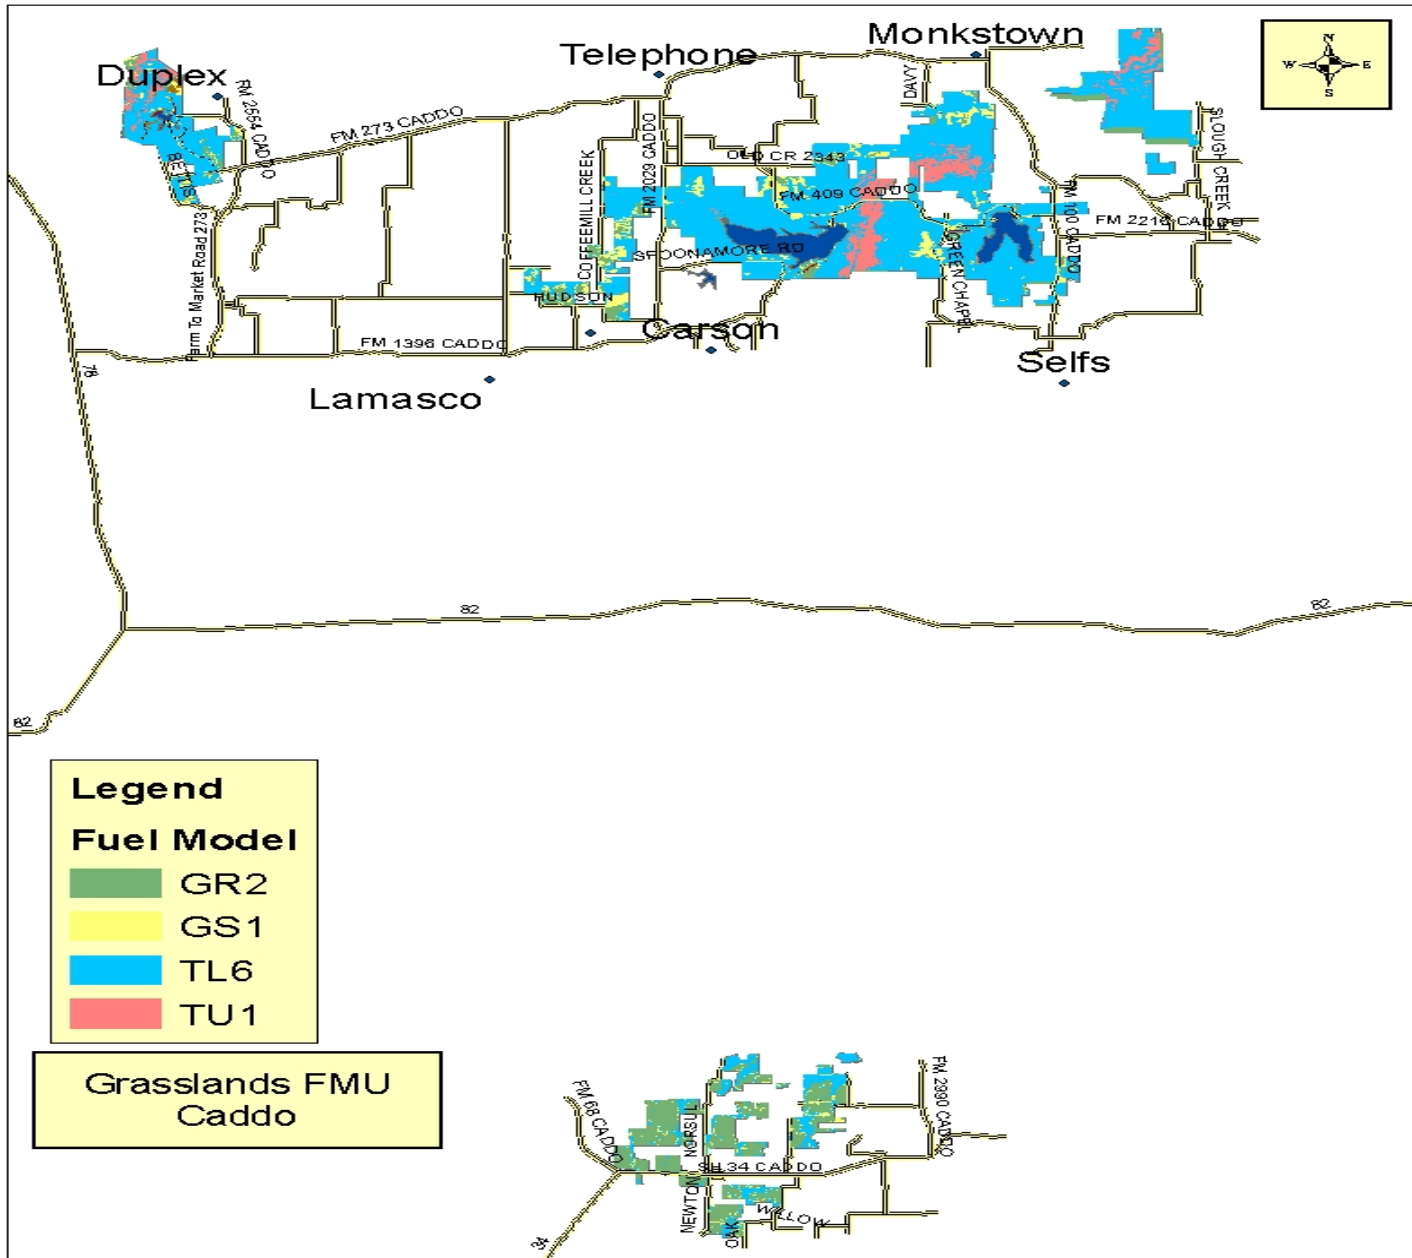 Monkstown
Telephone
Duplex
N
W E
S
DAVY
FM 2554 CADDO
FM 273 CADDO
SLOUGH CREEK
OLD CR 2343
FM 2029 CADDO
BETTIS
COFFEEMILL CREEK
FM 409 CADDO
FM 100 CADDO
FM 2216 CADDO
Farm To Market Road 273
SPOONAMORE RD
GREEN CHAPEL
HUDSON
Carson
FM 1396 CADDO
Selfs
78
Lamasco
82
82
82
Legend
Fuel Model
GR2
GS1
TL6
TU1
Grasslands FMU
Caddo
FM 68 CADDO
FM 2990 CADDO
NORSUL
SH 34 CADDO
NEWTON
WILLOW
OAK
34